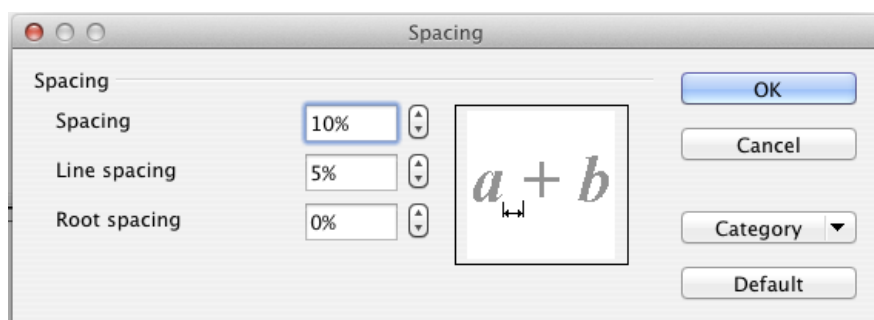 Spacing
Spacing
Spacing 10%
Line spacing 5%
Root spacing 0%
a + b
OK
Cancel
Category
Default